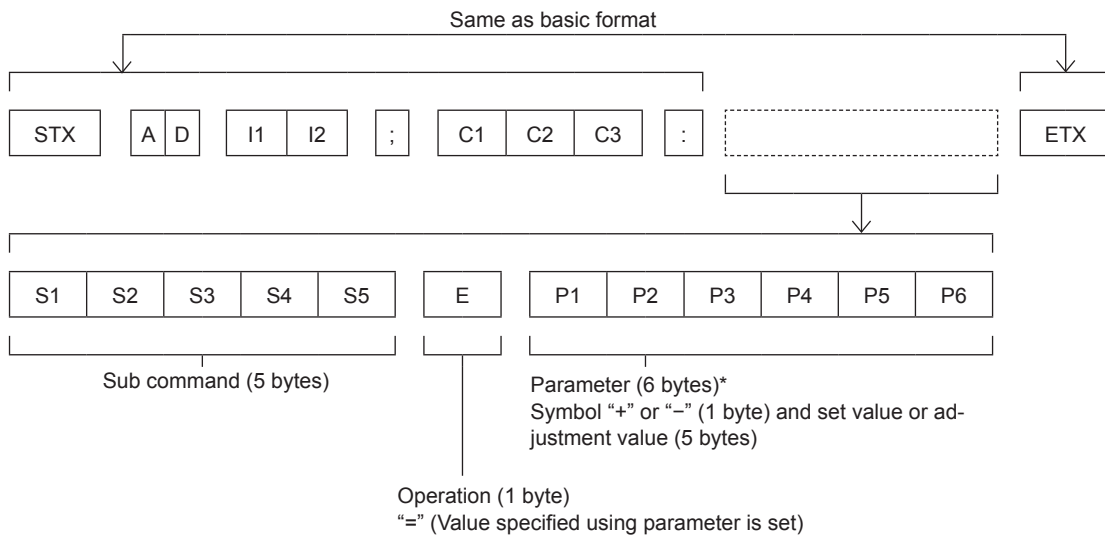 Same as basic format
STX A D I1 I2 ; C1 C2 C3 : ETX
S1 S2 S3 S4 S5 E P1 P2 P3 P4 P5 P6
Sub command (5 bytes)
Parameter (6 bytes)*
Symbol “+” or “−” (1 byte) and set value or ad-
justment value (5 bytes)
Operation (1 byte)
“=” (Value specified using parameter is set)